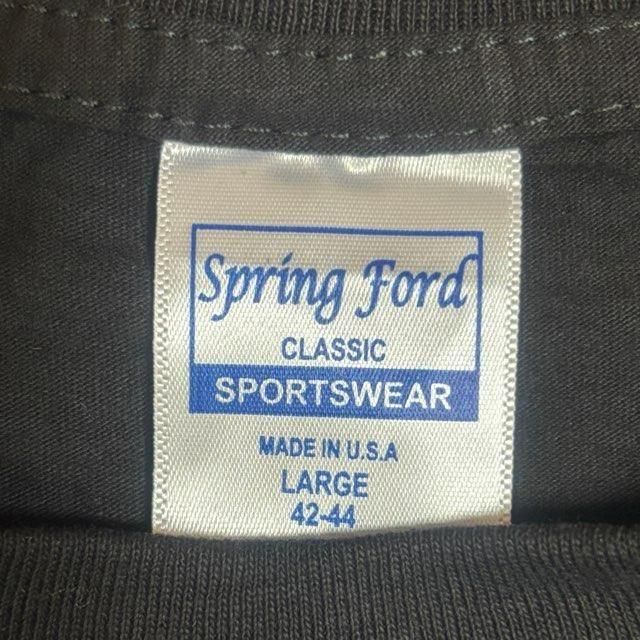 Spring Ford
CLASSIC
SPORTSWEAR
MADE IN U.S.A
LARGE
42-44